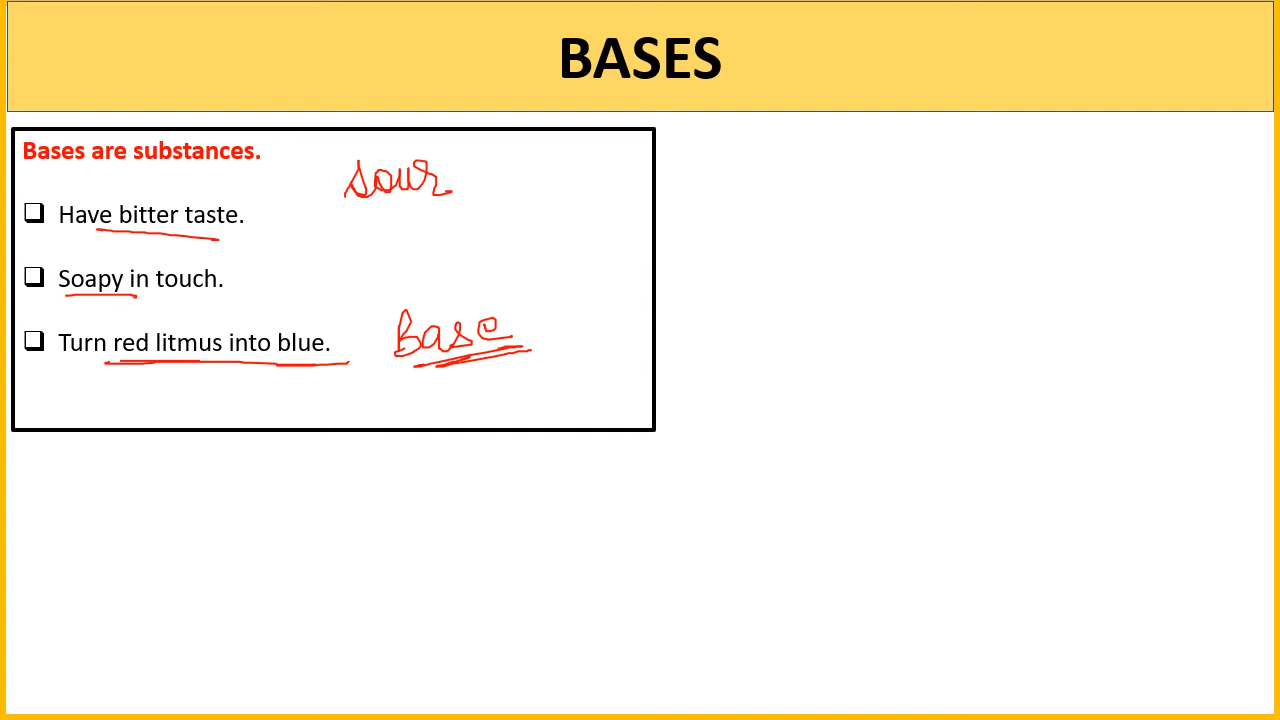 BASES
Bases are substances.
sour
Have bitter taste.
Soapy in touch.
Turn red litmus into blue.
Base